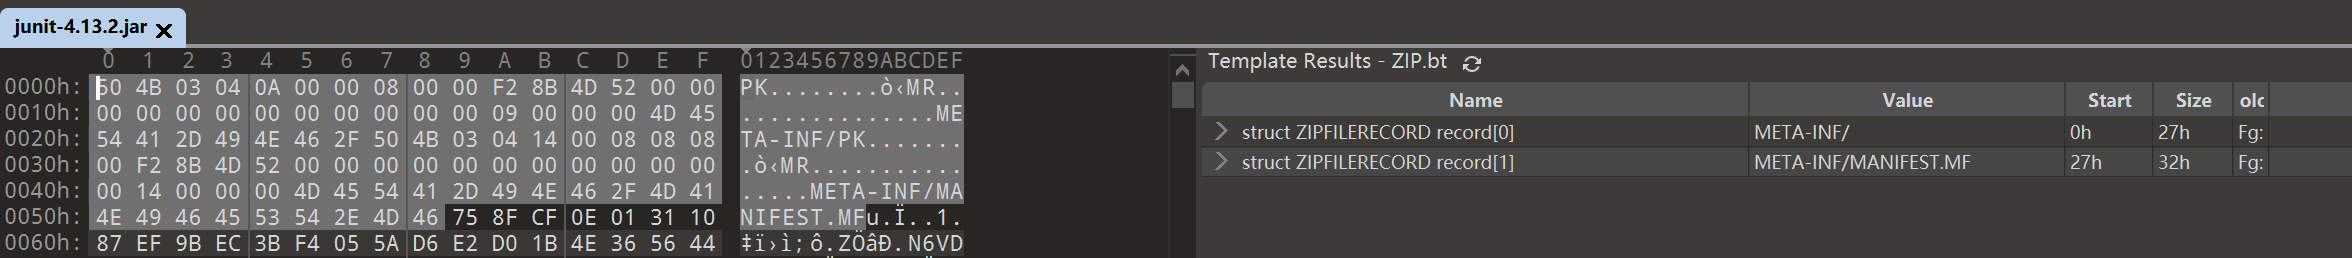 junit-4.13.2.jar
0 1 2 3 4 5 6 7 8 9 A B C D E F 0123456789ABCDEF
0000h: 50 4B 03 04 0A 00 00 08 00 00 F2 8B 4D 52 00 00 PK........ò‹MR..
0010h: 00 00 00 00 00 00 00 00 00 00 09 00 00 00 4D 45 ..............ME
0020h: 54 41 2D 49 4E 46 2F 50 4B 03 04 14 00 08 08 08 TA-INF/PK.......
0030h: 00 F2 8B 4D 52 00 00 00 00 00 00 00 00 00 00 00 .ò‹MR...........
0040h: 00 14 00 00 00 4D 45 54 41 2D 49 4E 46 2F 4D 41 .....META-INF/MA
0050h: 4E 49 46 45 53 54 2E 4D 46 75 8F CF 0E 01 31 10 NIFEST.MFu.Ï..1.
0060h: 87 EF 9B EC 3B F4 05 5A D6 E2 D0 1B 4E 36 56 44 ‡ï›ì;ô.ZÖâÐ.N6VD
Template Results - ZIP.bt
Name Value Start Size olc
struct ZIPFILERECORD record[0] META-INF/ 0h 27h Fg:
struct ZIPFILERECORD record[1] META-INF/MANIFEST.MF 27h 32h Fg: